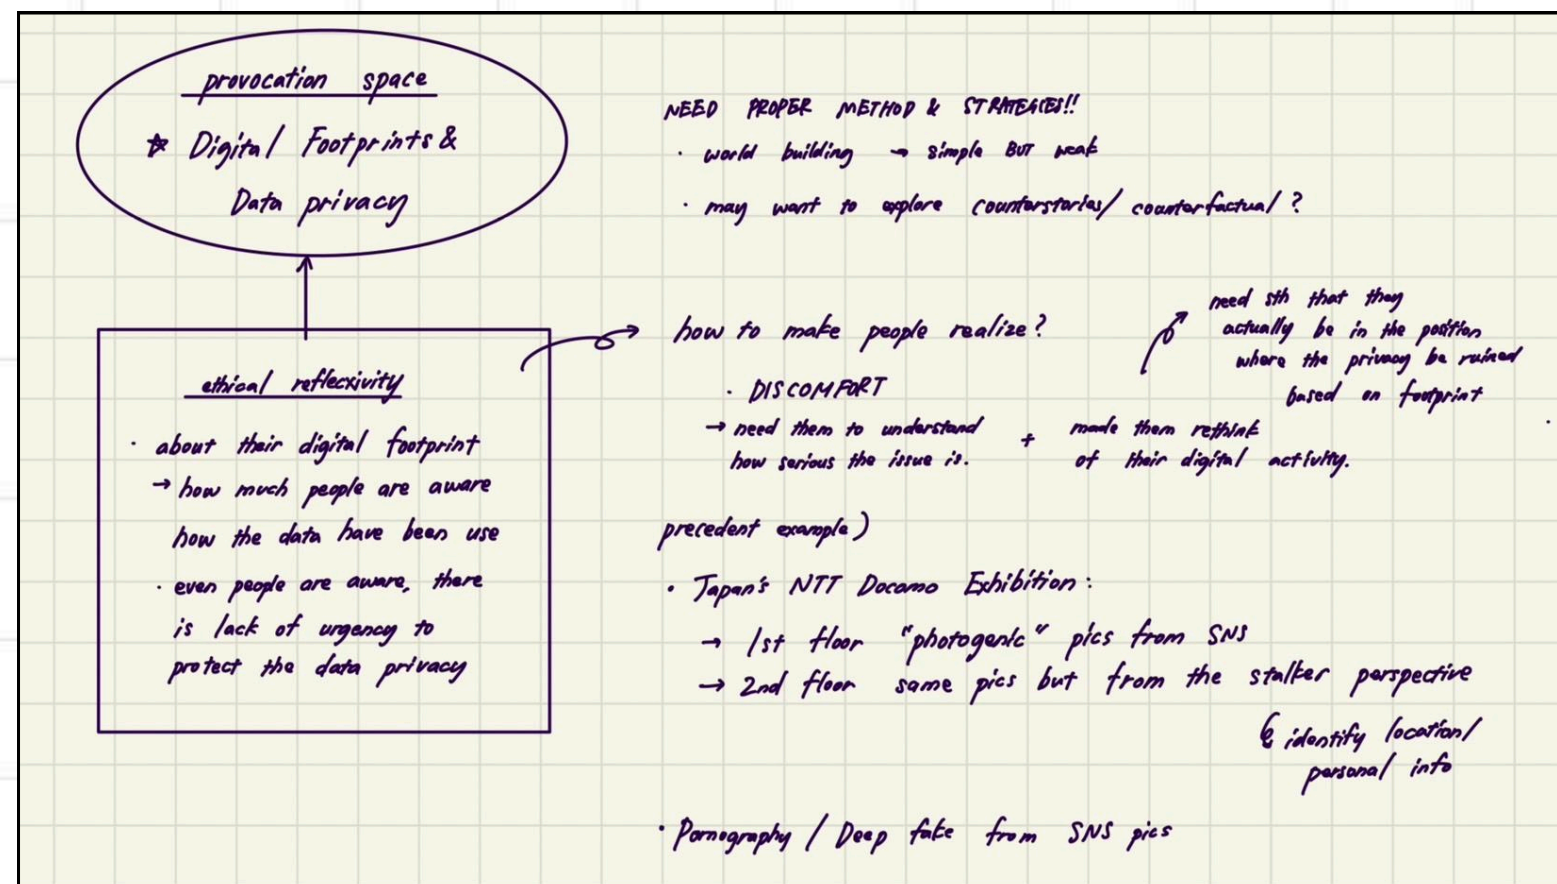 provocation space
☆ Digital Footprints &
Data privacy
ethical reflecxivity
· about their digital footprint
→ how much people are aware
how the data have been use
· even people are aware, there
is lack of urgency to
protect the data privacy
NEED PROPER METHOD & STRATEGIES!!
· world building → simple BUT weak
· may want to explore counterstories/ counterfactual?
how to make people realize?
· DISCOMFORT
→ need them to understand
how serious the issue is.
+
made them rethink
of their digital activity.
need sth that they
actually be in the position
where the privacy be ruined
based on footprint
precedent example)
· Japan's NTT Docomo Exhibition:
→ 1st floor "photogenic" pics from SNS
→ 2nd floor same pics but from the stalker perspective
identify location/
personal info
· Pornography / Deep fake from SNS pics